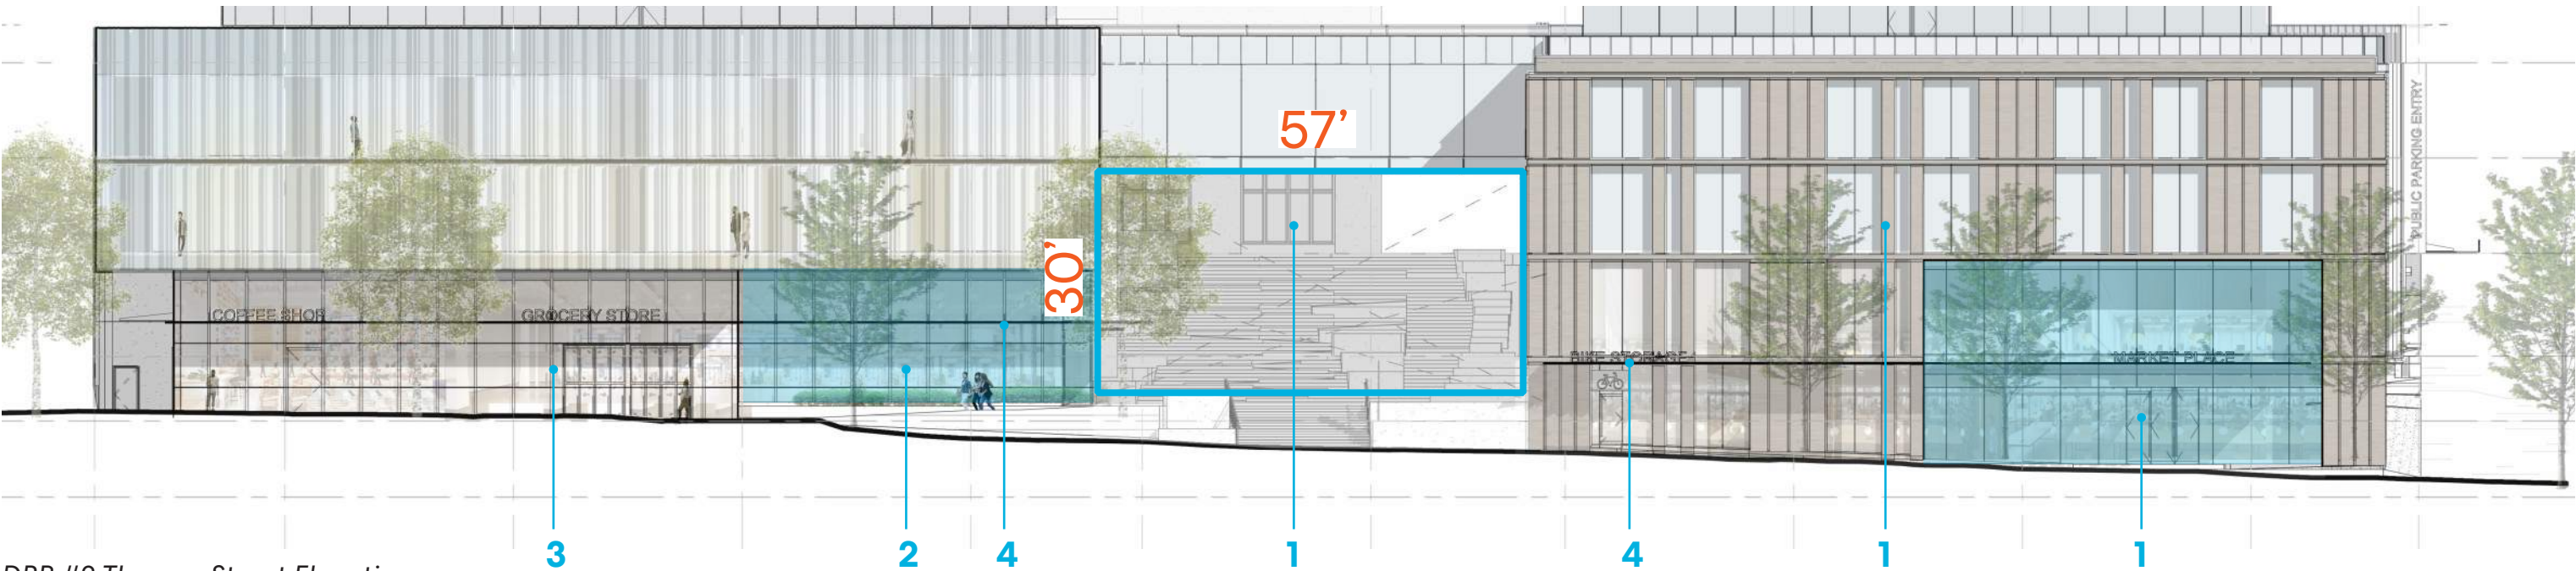 57’
30’
PUBLIC PARKING ENTRY
COFFEE SHOP
GROCERY STORE
BIKE STORAGE
MARKET PLACE
3
2
4
1
4
1
1